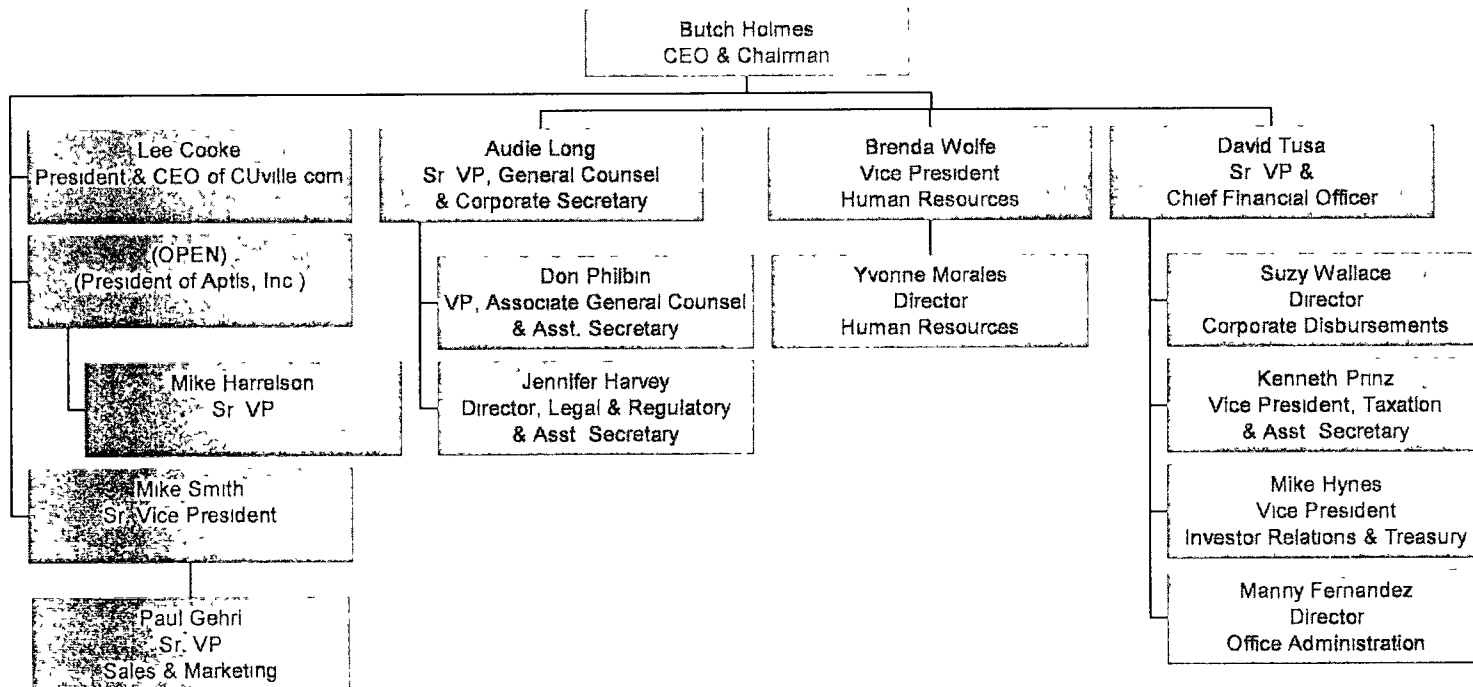 Butch Holmes
CEO & Chairman
Lee Cooke
President & CEO of CUville com
(OPEN)
(President of Aptis, Inc )
Mike Harrelson
Sr VP
Mike Smith
Sr. Vice President
Paul Gehri
Sr. VP
Sales & Marketing
Audie Long
Sr VP, General Counsel
& Corporate Secretary
Don Philbin
VP, Associate General Counsel
& Asst. Secretary
Jennifer Harvey
Director, Legal & Regulatory
& Asst Secretary
Brenda Wolfe
Vice President
Human Resources
Yvonne Morales
Director
Human Resources
David Tusa
Sr VP &
Chief Financial Officer
Suzy Wallace
Director
Corporate Disbursements
Kenneth Prinz
Vice President, Taxation
& Asst Secretary
Mike Hynes
Vice President
Investor Relations & Treasury
Manny Fernandez
Director
Office Administration